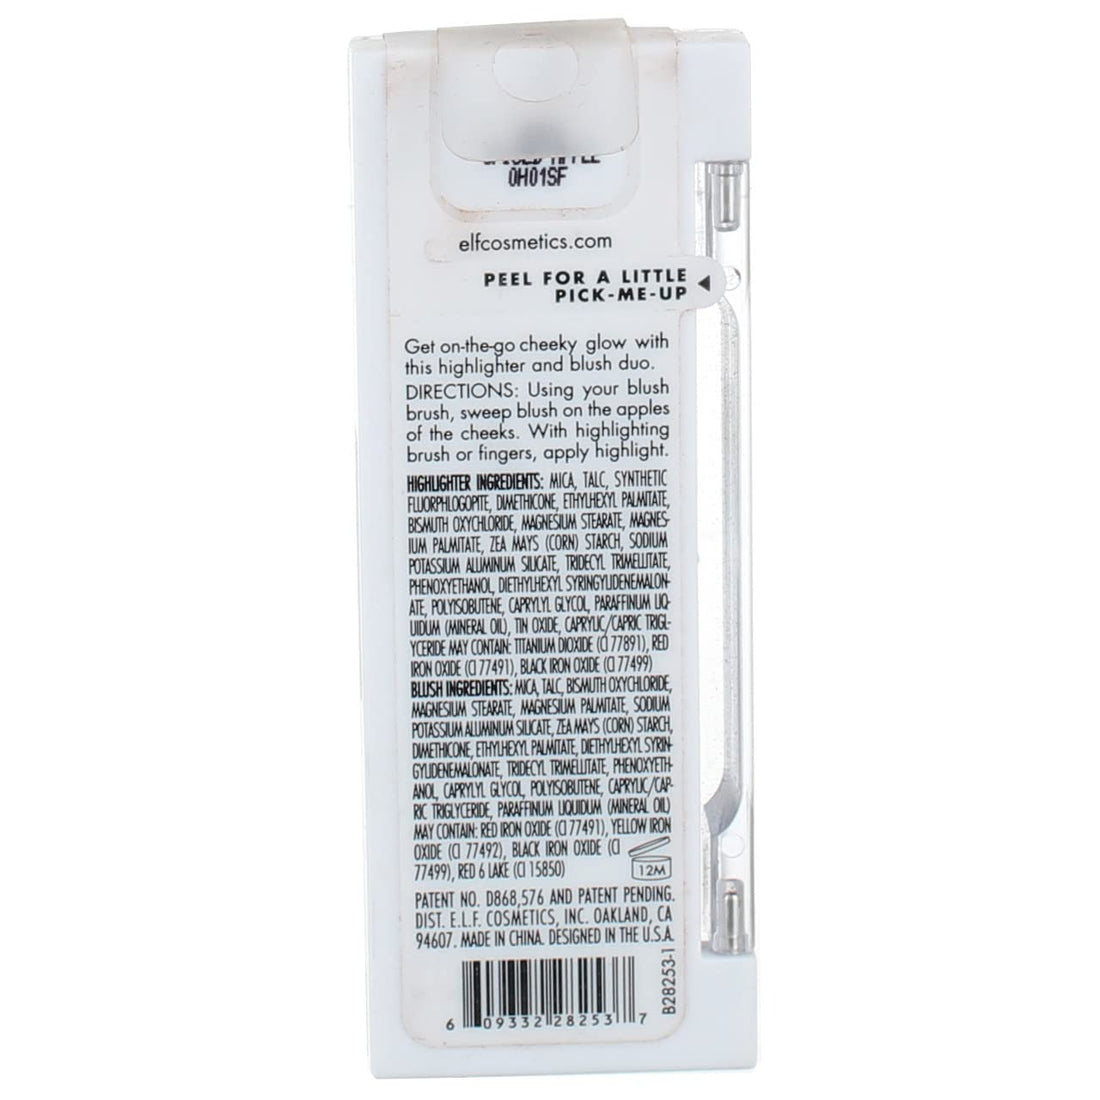 0H01SF
elfcosmetics.com
PEEL FOR A LITTLE
PICK-ME-UP
Get on-the-go cheeky glow with
this highlighter and blush duo.
DIRECTIONS: Using your blush
brush, sweep blush on the apples
of the cheeks. With highlighting
brush or fingers, apply highlight.
HIGHLIGHTER INGREDIENTS: MICA, TALC, SYNTHETIC
FLUORPHLOGOPITE, DIMETHICONE, ETHYLHEXYL PALMITATE,
BISMUTH OXYCHLORIDE, MAGNESIUM STEARATE, MAGNES-
IUM PALMITATE, ZEA MAYS (CORN) STARCH, SODIUM
POTASSIUM ALUMINUM SILICATE, TRIDECYL TRIMELLITATE,
PHENOXYETHANOL, DIETHYLHEXYL SYRINGYLIDENEMALON-
ATE, POLYISOBUTENE, CAPRYLYL GLYCOL, PARAFFINUM LIQ-
UIDUM (MINERAL OIL), TIN OXIDE, CAPRYLIC/CAPRIC TRIGL-
YCERIDE MAY CONTAIN: TITANIUM DIOXIDE (CI 77891), RED
IRON OXIDE (CI 77491), BLACK IRON OXIDE (CI 77499)
BLUSH INGREDIENTS: MICA, TALC, BISMUTH OXYCHLORIDE,
MAGNESIUM STEARATE, MAGNESIUM PALMITATE, SODIUM
POTASSIUM ALUMINUM SILICATE, ZEA MAYS (CORN) STARCH,
DIMETHICONE, ETHYLHEXYL PALMITATE, DIETHYLHEXYL SYRIN-
GYLIDENEMALONATE, TRIDECYL TRIMELLITATE, PHENOXYETH-
ANOL, CAPRYLYL GLYCOL, POLYISOBUTENE, CAPRYLIC/CAP-
RIC TRIGLYCERIDE, PARAFFINUM LIQUIDUM (MINERAL OIL)
MAY CONTAIN: RED IRON OXIDE (CI 77491), YELLOW IRON
OXIDE (CI 77492), BLACK IRON OXIDE (CI
77499), RED 6 LAKE (CI 15850)
12M
PATENT NO. D868,576 AND PATENT PENDING.
DIST. E.L.F. COSMETICS, INC. OAKLAND, CA
94607. MADE IN CHINA. DESIGNED IN THE U.S.A.
B28253-1
6 09332 28253 7